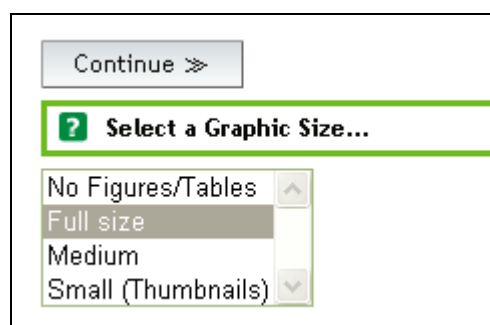 Continue ≫
? Select a Graphic Size...
No Figures/Tables
Full size
Medium
Small (Thumbnails)